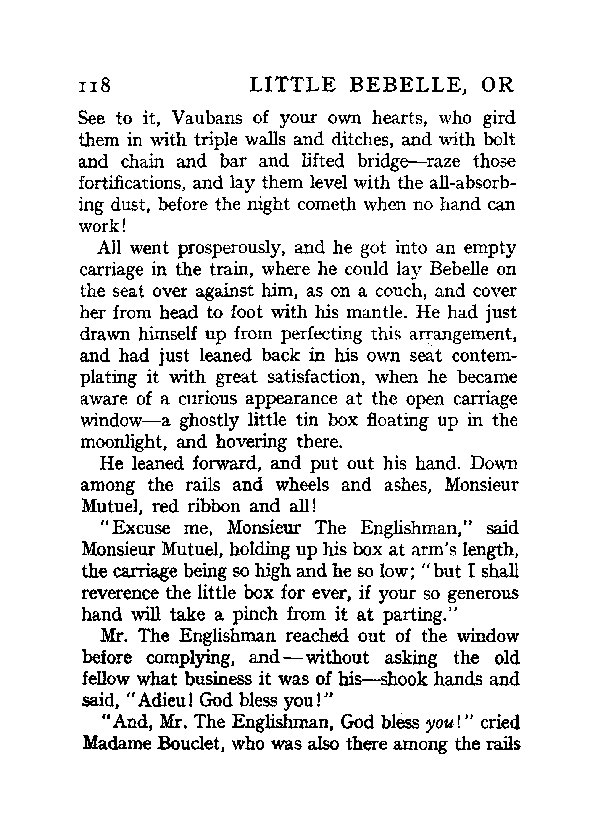 118 LITTLE BEBELLE, OR
See to it, Vaubans of your own hearts, who gird
them in with triple walls and ditches, and with bolt
and chain and bar and lifted bridge—raze those
fortifications, and lay them level with the all-absorb-
ing dust, before the night cometh when no hand can
work!
All went prosperously, and he got into an empty
carriage in the train, where he could lay Bebelle on
the seat over against him, as on a couch, and cover
her from head to foot with his mantle. He had just
drawn himself up from perfecting this arrangement,
and had just leaned back in his own seat contem-
plating it with great satisfaction, when he became
aware of a curious appearance at the open carriage
window—a ghostly little tin box floating up in the
moonlight, and hovering there.
He leaned forward, and put out his hand. Down
among the rails and wheels and ashes, Monsieur
Mutuel, red ribbon and all!
"Excuse me, Monsieur The Englishman," said
Monsieur Mutuel, holding up his box at arm's length,
the carriage being so high and he so low; "but I shall
reverence the little box for ever, if your so generous
hand will take a pinch from it at parting."
Mr. The Englishman reached out of the window
before complying, and—without asking the old
fellow what business it was of his—shook hands and
said, "Adieu! God bless you!"
"And, Mr. The Englishman, God bless you!" cried
Madame Bouclet, who was also there among the rails